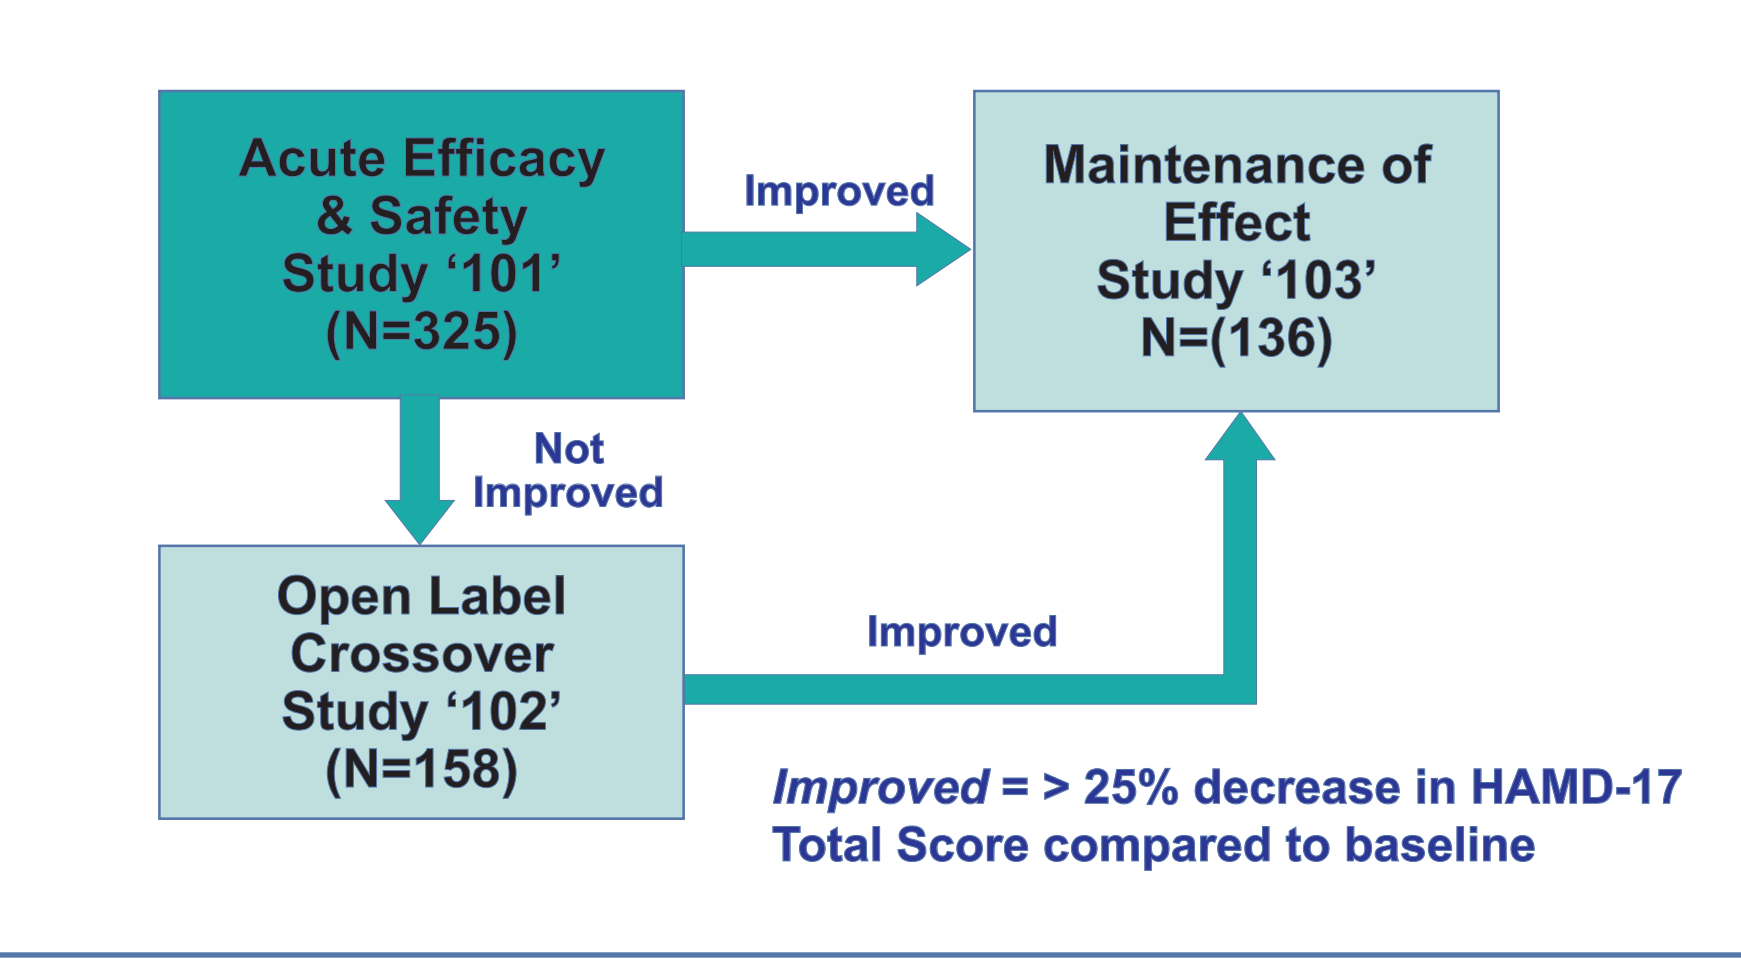 Acute Efficacy
& Safety
Study ‘101’
(N=325)
Improved
Maintenance of
Effect
Study ‘103’
N=(136)
Not
Improved
Open Label
Crossover
Study ‘102’
(N=158)
Improved
Improved = > 25% decrease in HAMD-17
Total Score compared to baseline